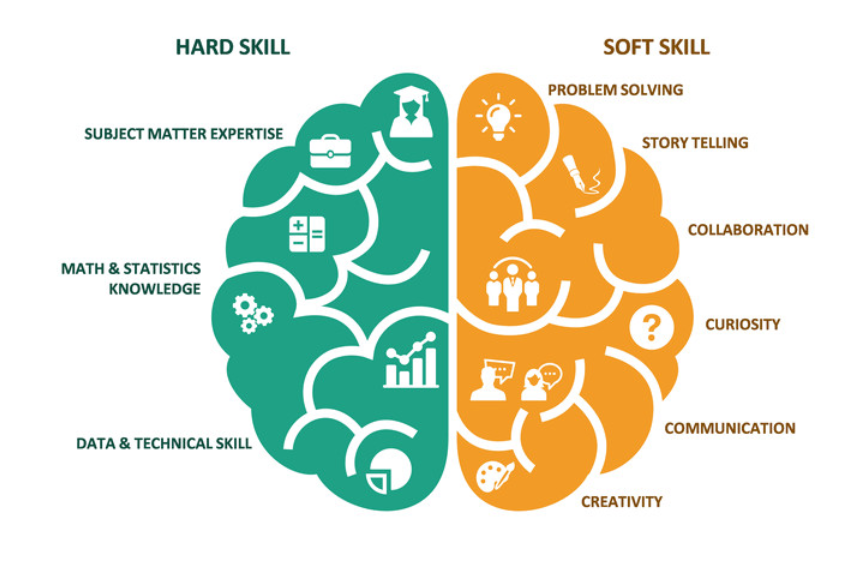 HARD SKILL
SUBJECT MATTER EXPERTISE
MATH & STATISTICS
KNOWLEDGE
DATA & TECHNICAL SKILL
SOFT SKILL
PROBLEM SOLVING
STORY TELLING
COLLABORATION
?
CURIOSITY
COMMUNICATION
CREATIVITY